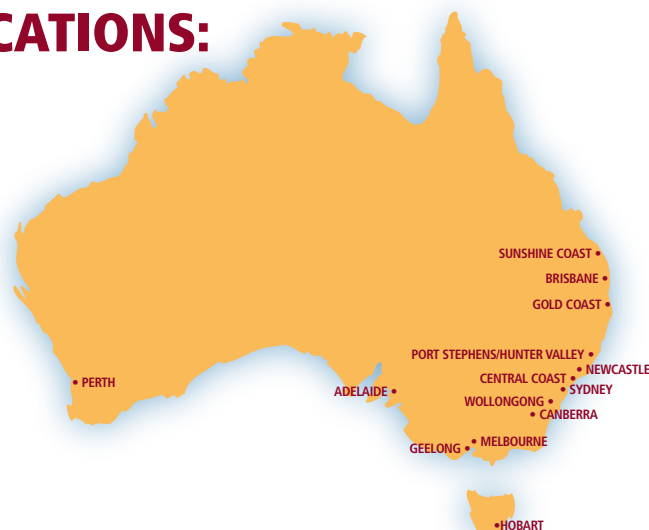 CATIONS:
SUNSHINE COAST
BRISBANE
GOLD COAST
PORT STEPHENS/HUNTER VALLEY
NEWCASTLE
CENTRAL COAST
PERTH
SYDNEY
ADELAIDE
WOLLONGONG
CANBERRA
MELBOURNE
GEELONG
HOBART